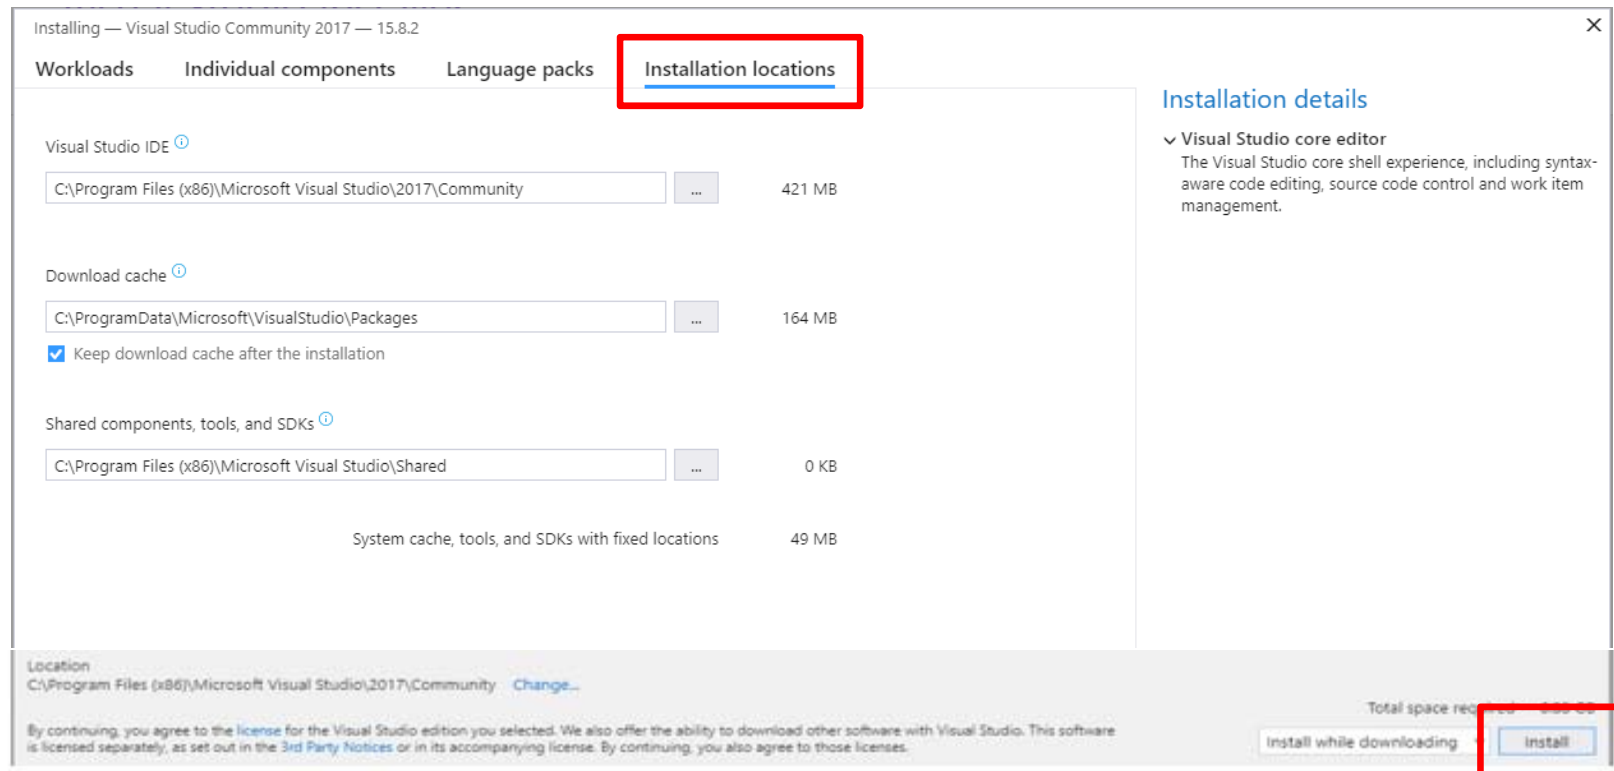 Installing — Visual Studio Community 2017 — 15.8.2
Workloads Individual components Language packs Installation locations
Installation details
Visual Studio core editor
The Visual Studio core shell experience, including syntax-
aware code editing, source code control and work item
management.
Visual Studio IDE
C:\Program Files (x86)\Microsoft Visual Studio\2017\Community ... 421 MB
Download cache
C:\ProgramData\Microsoft\VisualStudio\Packages ... 164 MB
Keep download cache after the installation
Shared components, tools, and SDKs
C:\Program Files (x86)\Microsoft Visual Studio\Shared ... 0 KB
System cache, tools, and SDKs with fixed locations 49 MB
Location
C:\Program Files (x86)\Microsoft Visual Studio\2017\Community Change...
Total space required
By continuing, you agree to the license for the Visual Studio edition you selected. We also offer the ability to download other software with Visual Studio. This software
is licensed separately, as set out in the 3rd Party Notices or in its accompanying license. By continuing, you also agree to those licenses.
Install while downloading Install